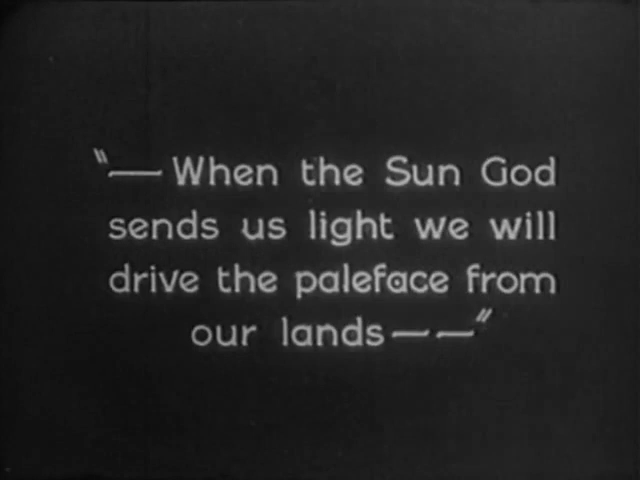 "—When the Sun God
sends us light we will
drive the paleface from
our lands——"